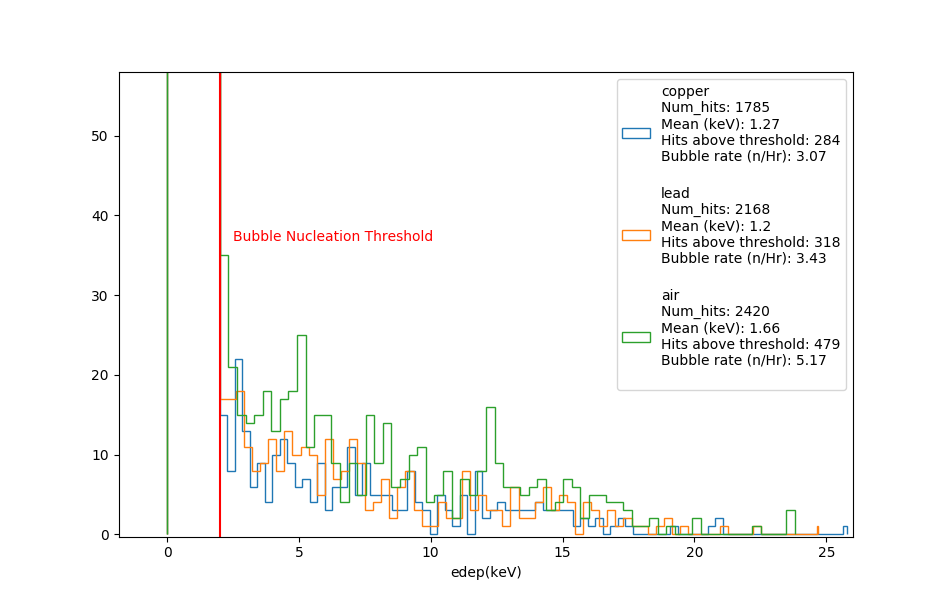 copper
Num_hits: 1785
Mean (keV): 1.27
Hits above threshold: 284
Bubble rate (n/Hr): 3.07
lead
Num_hits: 2168
Mean (keV): 1.2
Hits above threshold: 318
Bubble rate (n/Hr): 3.43
air
Num_hits: 2420
Mean (keV): 1.66
Hits above threshold: 479
Bubble rate (n/Hr): 5.17
Bubble Nucleation Threshold
50
40
30
20
10
0
0 5 10 15 20 25
edep(keV)